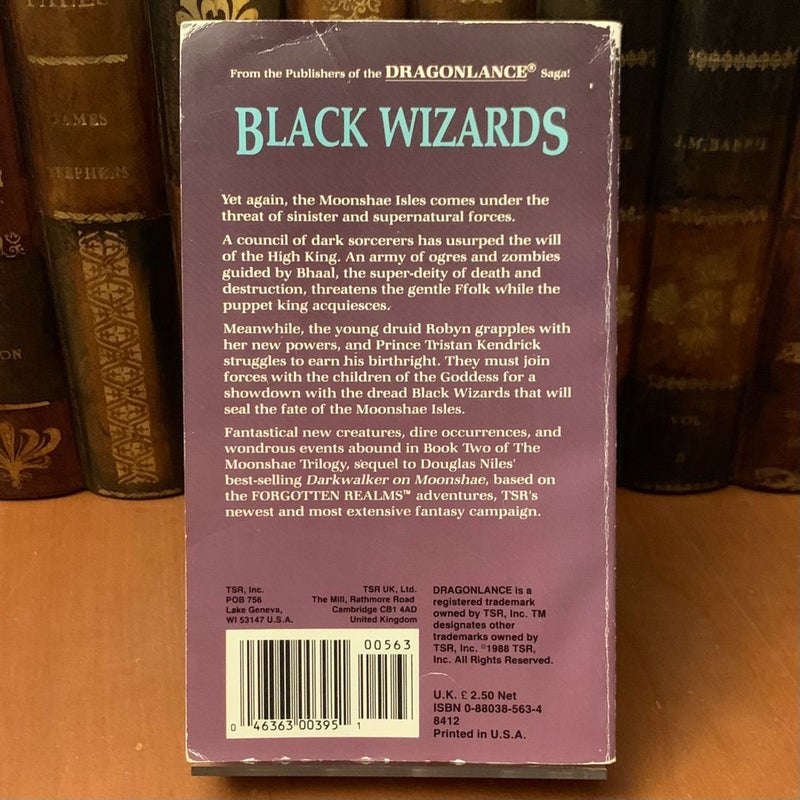 From the Publishers of the DRAGONLANCE® Saga!
BLACK WIZARDS
Yet again, the Moonshae Isles comes under the
threat of sinister and supernatural forces.
A council of dark sorcerers has usurped the will
of the High King. An army of ogres and zombies
guided by Bhaal, the super-deity of death and
destruction, threatens the gentle Ffolk while the
puppet king acquiesces.
Meanwhile, the young druid Robyn grapples with
her new powers, and Prince Tristan Kendrick
struggles to earn his birthright. They must join
forces with the children of the Goddess for a
showdown with the dread Black Wizards that will
seal the fate of the Moonshae Isles.
Fantastical new creatures, dire occurrences, and
wondrous events abound in Book Two of The
Moonshae Trilogy, sequel to Douglas Niles'
best-selling Darkwalker on Moonshae, based on
the FORGOTTEN REALMS™ adventures, TSR's
newest and most extensive fantasy campaign.
TSR, Inc.
POB 756
Lake Geneva,
WI 53147 U.S.A.
TSR UK, Ltd.
The Mill, Rathmore Road
Cambridge CB1 4AD
United Kingdom
DRAGONLANCE is a
registered trademark
owned by TSR, Inc. TM
designates other
trademarks owned by
TSR, Inc. ©1988 TSR,
Inc. All Rights Reserved.
U.K. £ 2.50 Net
ISBN 0-88038-563-4
8412
Printed in U.S.A.
00563
0 46363 00395 1
JAMES
STEPHENS
J.M. BARRIE
VOL